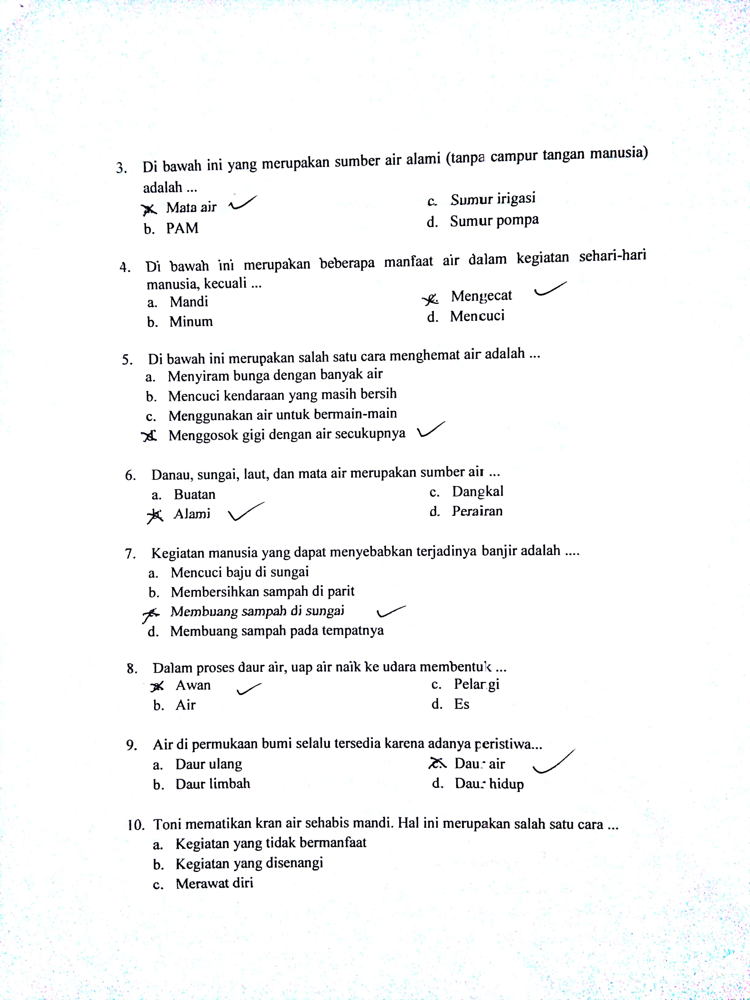 3. Di bawah ini yang merupakan sumber air alami (tanpa campur tangan manusia)
adalah ...
a. Mata air
c. Sumur irigasi
b. PAM
d. Sumur pompa
4. Di bawah ini merupakan beberapa manfaat air dalam kegiatan sehari-hari
manusia, kecuali ...
a. Mandi
c. Mengecat
b. Minum
d. Mencuci
5. Di bawah ini merupakan salah satu cara menghemat air adalah ...
a. Menyiram bunga dengan banyak air
b. Mencuci kendaraan yang masih bersih
c. Menggunakan air untuk bermain-main
d. Menggosok gigi dengan air secukupnya
6. Danau, sungai, laut, dan mata air merupakan sumber air ...
a. Buatan
c. Dangkal
b. Alami
d. Perairan
7. Kegiatan manusia yang dapat menyebabkan terjadinya banjir adalah ....
a. Mencuci baju di sungai
b. Membersihkan sampah di parit
c. Membuang sampah di sungai
d. Membuang sampah pada tempatnya
8. Dalam proses daur air, uap air naik ke udara membentuk ...
a. Awan
c. Pelangi
b. Air
d. Es
9. Air di permukaan bumi selalu tersedia karena adanya peristiwa...
a. Daur ulang
c. Daur air
b. Daur limbah
d. Daur hidup
10. Toni mematikan kran air sehabis mandi. Hal ini merupakan salah satu cara ...
a. Kegiatan yang tidak bermanfaat
b. Kegiatan yang disenangi
c. Merawat diri